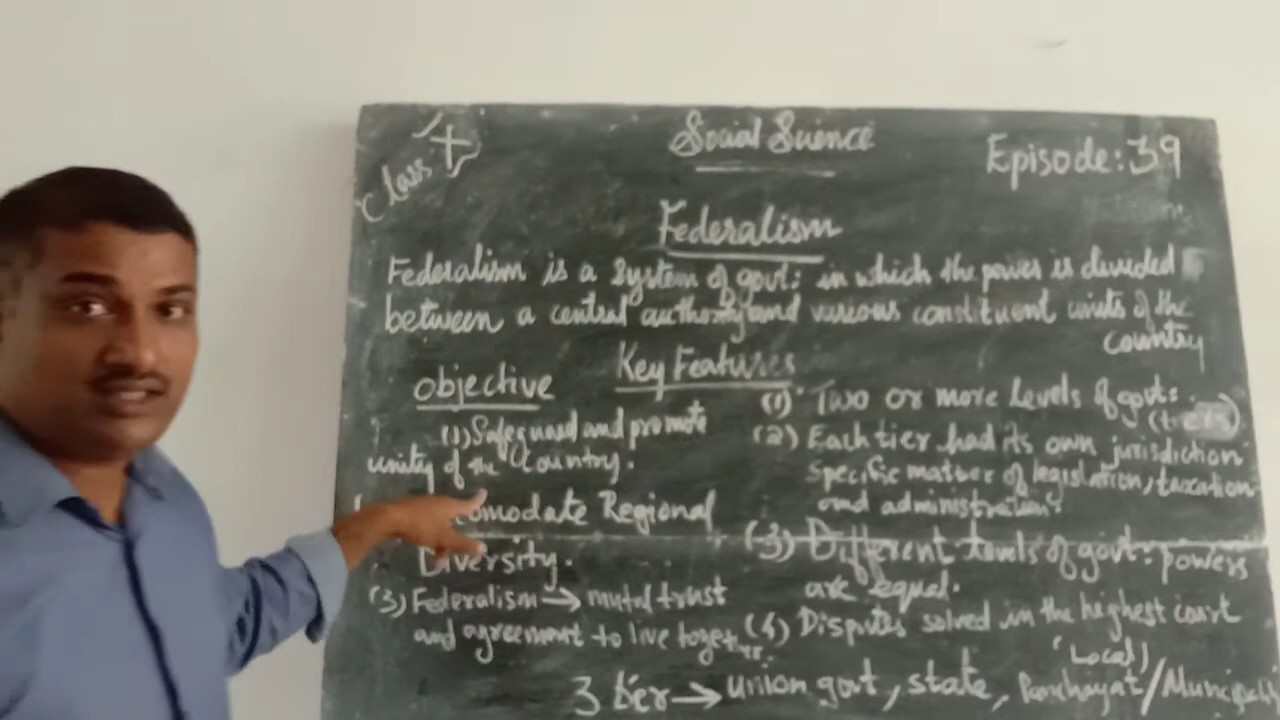 Class X
Social Science
Episode: 39
Federalism
Federalism is a System of govt: in which the power is divided
between a central authority and various constituent units of the
country
Key Features
objective
(1) Safeguard and promote
unity of the Country.
comodate Regional
Diversity.
(3) Federalism → mutal trust
and agreement to live together.
(1) Two or more levels of govt:
(tiers)
(2) Each tier had its own jurisdiction
specific matter of legislation, taxation
and administration.
(3) Different levels of govt: powers
are equal.
(4) Disputes solved in the highest court
(Local)
3 tier → union govt, state, Panchayat/Municipali